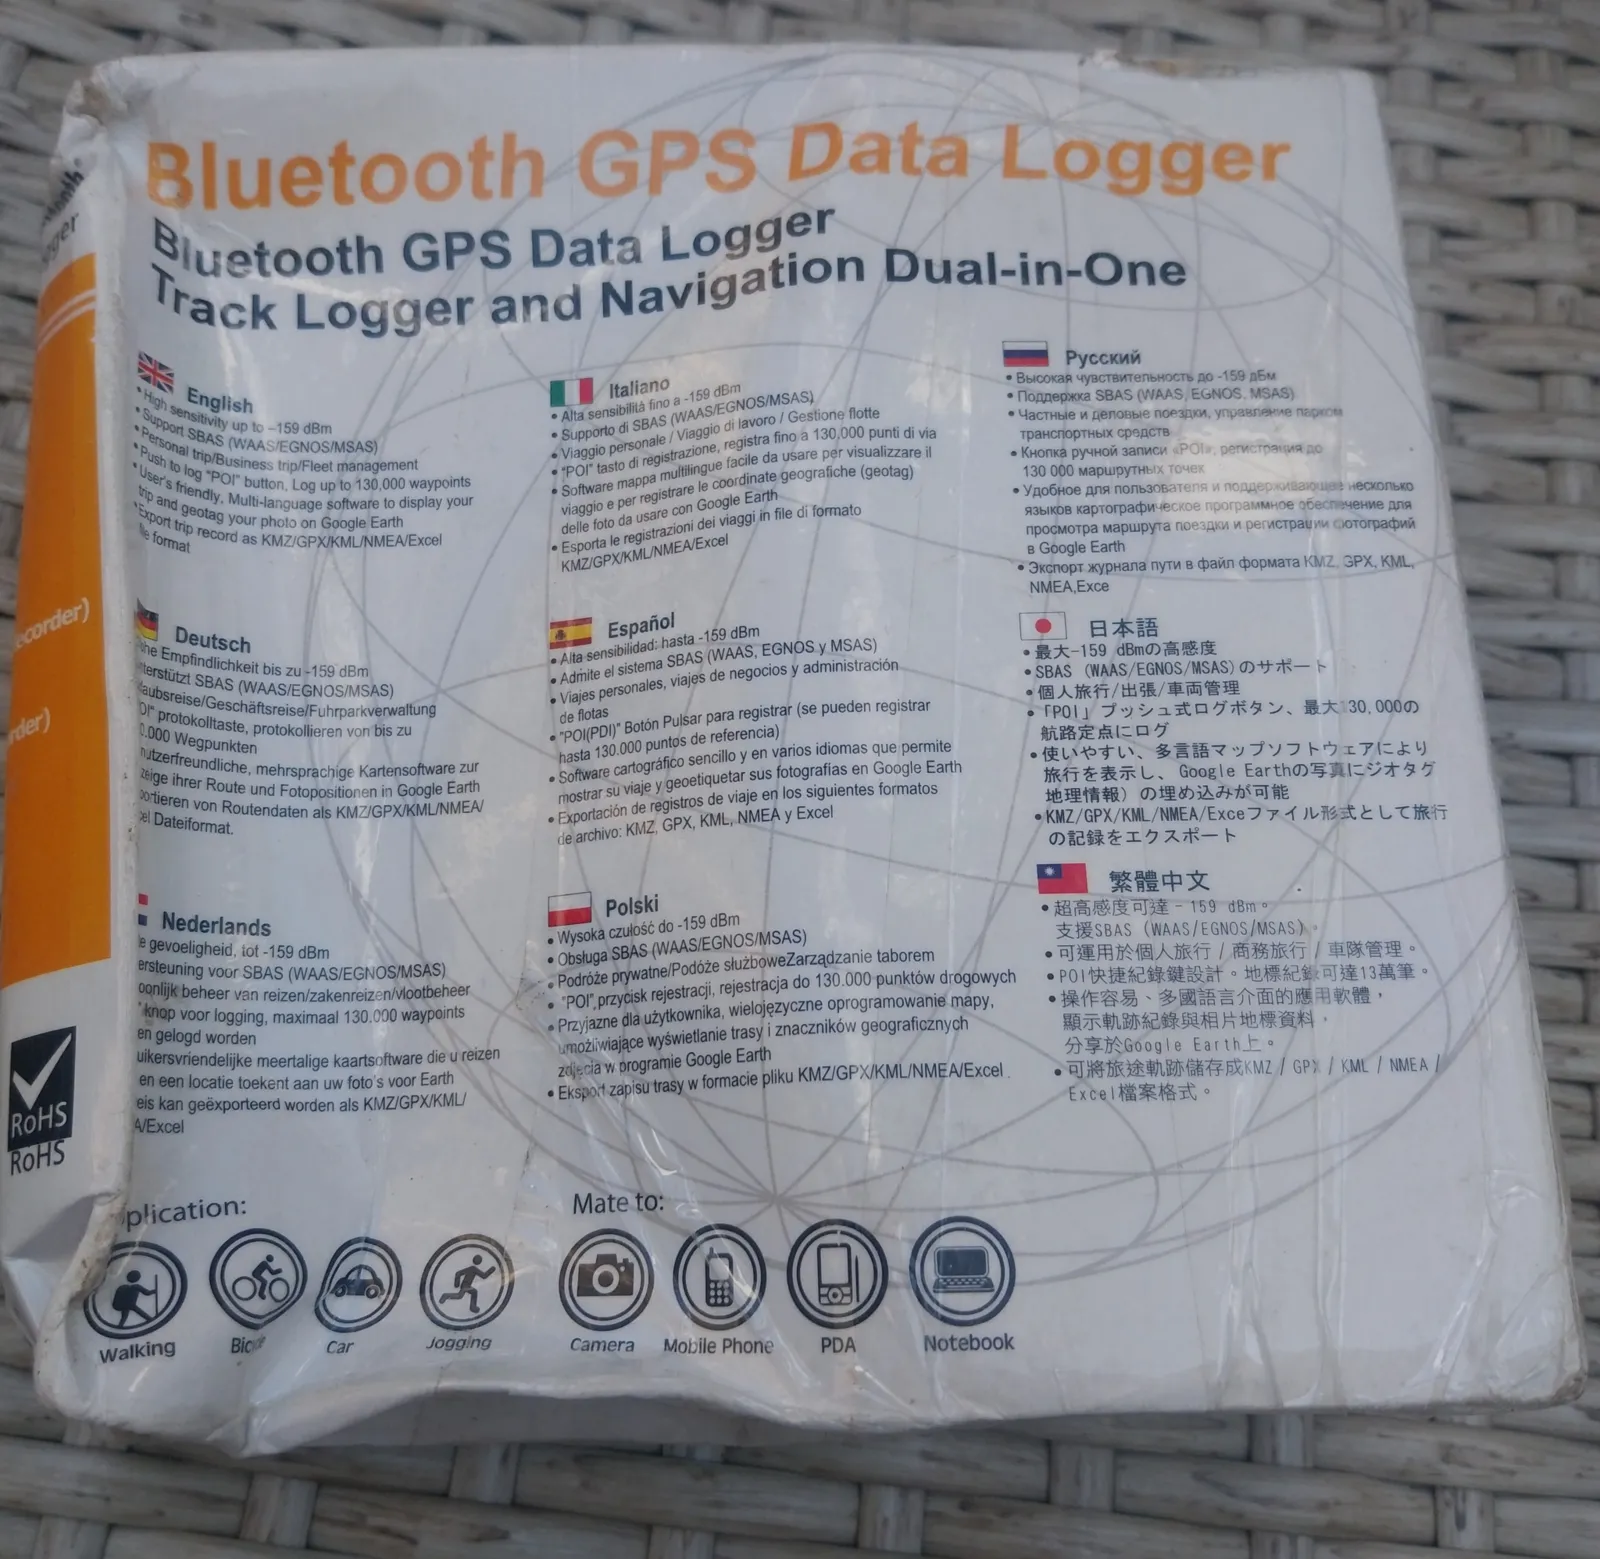 Bluetooth GPS Data Logger
Bluetooth GPS Data Logger
Track Logger and Navigation Dual-in-One
English
• High sensitivity up to –159 dBm
• Support SBAS (WAAS/EGNOS/MSAS)
• Personal trip/Business trip/Fleet management
• Push to log "POI" button, Log up to 130,000 waypoints
• User's friendly, Multi-language software to display your
trip and geotag your photo on Google Earth
• Export trip record as KMZ/GPX/KML/NMEA/Excel
format
Deutsch
Empfindlichkeit bis zu -159 dBm
terstützt SBAS (WAAS/EGNOS/MSAS)
aubsreise/Geschäftsreise/Fuhrparkverwaltung
OI" protokolltaste, protokollieren von bis zu
0.000 Wegpunkten
nutzerfreundliche, mehrsprachige Kartensoftware zur
zeige ihrer Route und Fotopositionen in Google Earth
portieren von Routendaten als KMZ/GPX/KML/NMEA/
el Dateiformat.
Nederlands
e gevoeligheid, tot -159 dBm
ersteuning voor SBAS (WAAS/EGNOS/MSAS)
oonlijk beheer van reizen/zakenreizen/vlootbeheer
" knop voor logging, maximaal 130.000 waypoints
en gelogd worden
uikersvriendelijke meertalige kaartsoftware die u reizen
en een locatie toekent aan uw foto's voor Earth
eis kan geëxporteerd worden als KMZ/GPX/KML/
A/Excel
Italiano
• Alta sensibilità fino a -159 dBm
• Supporto di SBAS (WAAS/EGNOS/MSAS)
• Viaggio personale / Viaggio di lavoro / Gestione flotte
• "POI" tasto di registrazione, registra fino a 130.000 punti di via
• Software mappa multilingue facile da usare per visualizzare il
viaggio e per registrare le coordinate geografiche (geotag)
delle foto da usare con Google Earth
• Esporta le registrazioni dei viaggi in file di formato
KMZ/GPX/KML/NMEA/Excel
Español
• Alta sensibilidad: hasta -159 dBm
• Admite el sistema SBAS (WAAS, EGNOS y MSAS)
• Viajes personales, viajes de negocios y administración
de flotas
• "POI(PDI)" Botón Pulsar para registrar (se pueden registrar
hasta 130.000 puntos de referencia)
• Software cartográfico sencillo y en varios idiomas que permite
mostrar su viaje y geoetiquetar sus fotografías en Google Earth
• Exportación de registros de viaje en los siguientes formatos
de archivo: KMZ, GPX, KML, NMEA y Excel
Polski
• Wysoka czułość do -159 dBm
• Obsługa SBAS (WAAS/EGNOS/MSAS)
• Podróże prywatne/Podóże służboweZarządzanie taborem
• "POI", przycisk rejestracji, rejestracja do 130.000 punktów drogowych
• Przyjazne dla użytkownika, wielojęzyczne oprogramowanie mapy,
umożliwiające wyświetlanie trasy i znaczników geograficznych
zdjęcia w programie Google Earth
• Eksport zapisu trasy w formacie pliku KMZ/GPX/KML/NMEA/Excel .
Русский
• Высокая чувствительность до -159 дБм
• Поддержка SBAS (WAAS, EGNOS, MSAS)
• Частные и деловые поездки, управление парком
транспортных средств
• Кнопка ручной записи «POI», регистрация до
130 000 маршрутных точек
• Удобное для пользователя и поддерживающее несколько
языков картографическое программное обеспечение для
просмотра маршрута поездки и регистрации фотографий
в Google Earth
• Экспорт журнала пути в файл формата KMZ, GPX, KML,
NMEA,Exce
日本語
• 最大-159 dBmの高感度
• SBAS (WAAS/EGNOS/MSAS)のサポート
• 個人旅行/出張/車両管理
• 「POI」プッシュ式ログボタン、最大130,000の
航路定点にログ
• 使いやすい、多言語マップソフトウェアにより
旅行を表示し、Google Earthの写真にジオタグ
地理情報）の埋め込みが可能
• KMZ/GPX/KML/NMEA/Exceファイル形式として旅行
の記録をエクスポート
繁體中文
• 超高感度可達 - 159 dBm。
支援SBAS (WAAS/EGNOS/MSAS)。
• 可運用於個人旅行 / 商務旅行 / 車隊管理。
• POI快捷紀錄鍵設計。地標紀錄可達13萬筆。
• 操作容易、多國語言介面的應用軟體，
顯示軌跡紀錄與相片地標資料，
分享於Google Earth上。
• 可將旅途軌跡儲存成KMZ / GPX / KML / NMEA /
Excel檔案格式。
plication:
Walking
Bicycle
Car
Jogging
Mate to:
Camera
Mobile Phone
PDA
Notebook
ecorder)
rder)
RoHS
RoHS